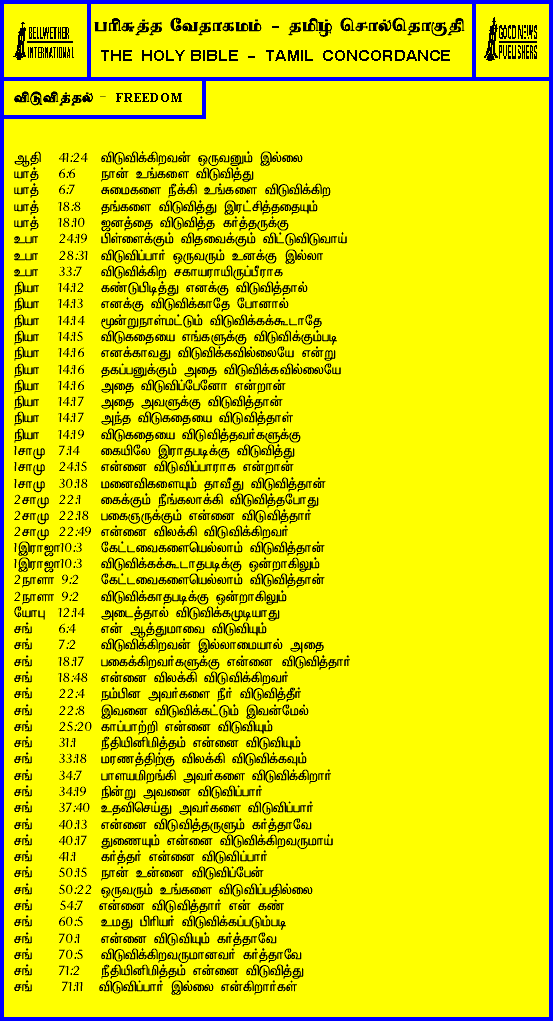 BELLWETHER
INTERNATIONAL
பரிசுத்த வேதாகமம் - தமிழ் சொல்தொகுதி
THE HOLY BIBLE - TAMIL CONCORDANCE
GOOD NEWS
PUBLISHERS
விடுவித்தல் - FREEDOM
ஆதி 41:24 விடுவிக்கிறவன் ஒருவனும் இல்லை
யாத் 6:6 நான் உங்களை விடுவித்து
யாத் 6:7 சுமைகளை நீக்கி உங்களை விடுவிக்கிற
யாத் 18:8 தங்களை விடுவித்து இரட்சித்ததையும்
யாத் 18:10 ஜனத்தை விடுவித்த கர்த்தருக்கு
உபா 24:19 பிள்ளைக்கும் விதவைக்கும் விட்டுவிடுவாய்
உபா 28:31 விடுவிப்பார் ஒருவரும் உனக்கு இல்லா
உபா 33:7 விடுவிக்கிற சகாயராயிருப்பீராக
நியா 14:12 கண்டுபிடித்து எனக்கு விடுவித்தால்
நியா 14:13 எனக்கு விடுவிக்காதே போனால்
நியா 14:14 மூன்றுநாள்மட்டும் விடுவிக்கக்கூடாதே
நியா 14:15 விடுகதையை எங்களுக்கு விடுவிக்கும்படி
நியா 14:16 எனக்காவது விடுவிக்கவில்லையே என்று
நியா 14:16 தகப்பனுக்கும் அதை விடுவிக்கவில்லையே
நியா 14:16 அதை விடுவிப்பேனோ என்றான்
நியா 14:17 அதை அவளுக்கு விடுவித்தான்
நியா 14:17 அந்த விடுகதையை விடுவித்தாள்
நியா 14:19 விடுகதையை விடுவித்தவர்களுக்கு
1சாமு 7:14 கையிலே இராதபடிக்கு விடுவித்து
1சாமு 24:15 என்னை விடுவிப்பாராக என்றான்
1சாமு 30:18 மனைவிகளையும் தாவீது விடுவித்தான்
2சாமு 22:1 கைக்கும் நீங்கலாக்கி விடுவித்தபோது
2சாமு 22:18 பகைஞருக்கும் என்னை விடுவித்தார்
2சாமு 22:49 என்னை விலக்கி விடுவிக்கிறவர்
1இராஜா10:3 கேட்டவைகளையெல்லாம் விடுவித்தான்
1இராஜா10:3 விடுவிக்கக்கூடாதபடிக்கு ஒன்றாகிலும்
2நாளா 9:2 கேட்டவைகளையெல்லாம் விடுவித்தான்
2நாளா 9:2 விடுவிக்காதபடிக்கு ஒன்றாகிலும்
யோபு 12:14 அடைத்தால் விடுவிக்கமுடியாது
சங் 6:4 என் ஆத்துமாவை விடுவியும்
சங் 7:2 விடுவிக்கிறவன் இல்லாமையால் அதை
சங் 18:17 பகைக்கிறவர்களுக்கு என்னை விடுவித்தார்
சங் 18:48 என்னை விலக்கி விடுவிக்கிறவர்
சங் 22:4 நம்பின அவர்களை நீர் விடுவித்தீர்
சங் 22:8 இவனை விடுவிக்கட்டும் இவன்மேல்
சங் 25:20 காப்பாற்றி என்னை விடுவியும்
சங் 31:1 நீதியினிமித்தம் என்னை விடுவியும்
சங் 33:18 மரணத்திற்கு விலக்கி விடுவிக்கவும்
சங் 34:7 பாளயமிறங்கி அவர்களை விடுவிக்கிறார்
சங் 34:19 நின்று அவனை விடுவிப்பார்
சங் 37:40 உதவிசெய்து அவர்களை விடுவிப்பார்
சங் 40:13 என்னை விடுவித்தருளும் கர்த்தாவே
சங் 40:17 துணையும் என்னை விடுவிக்கிறவருமாய்
சங் 41:1 கர்த்தர் என்னை விடுவிப்பார்
சங் 50:15 நான் உன்னை விடுவிப்பேன்
சங் 50:22 ஒருவரும் உங்களை விடுவிப்பதில்லை
சங் 54:7 என்னை விடுவித்தார் என் கண்
சங் 60:5 உமது பிரியர் விடுவிக்கப்படும்படி
சங் 70:1 என்னை விடுவியும் கர்த்தாவே
சங் 70:5 விடுவிக்கிறவருமானவர் கர்த்தாவே
சங் 71:2 நீதியினிமித்தம் என்னை விடுவித்து
சங் 71:11 விடுவிப்பார் இல்லை என்கிறார்கள்